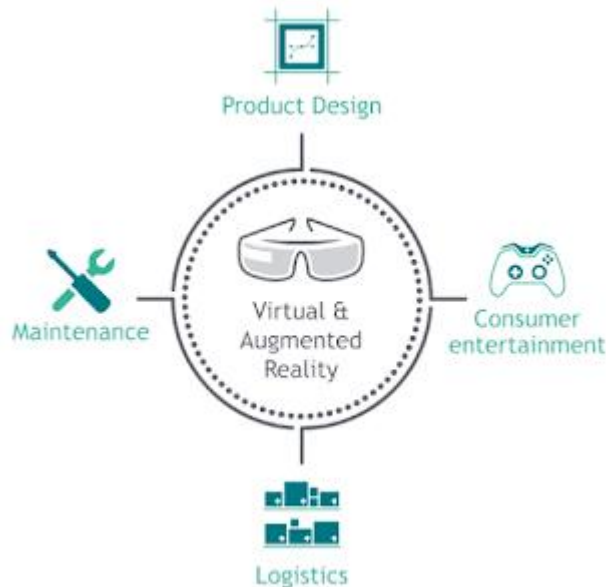 Product Design
Maintenance
Virtual &
Augmented
Reality
Consumer
entertainment
Logistics